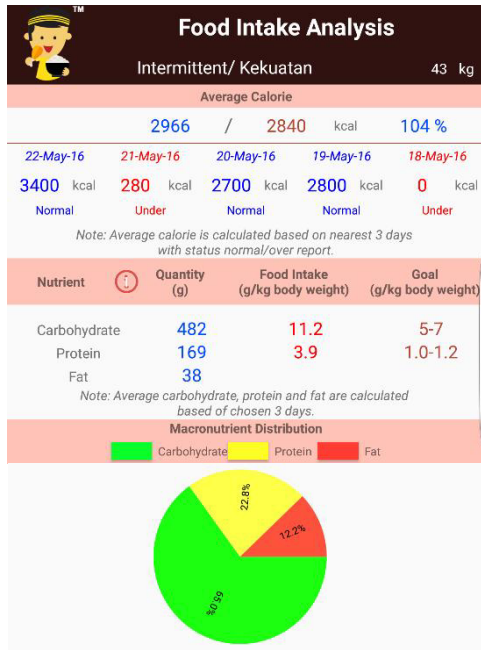 TM
Food Intake Analysis
Intermittent/ Kekuatan 43 kg
Average Calorie
2966 / 2840 kcal 104 %
22-May-16 21-May-16 20-May-16 19-May-16 18-May-16
3400 kcal 280 kcal 2700 kcal 2800 kcal 0 kcal
Normal Under Normal Normal Under
Note: Average calorie is calculated based on nearest 3 days
with status normal/over report.
Nutrient i Quantity (g) Food Intake (g/kg body weight) Goal (g/kg body weight)
Carbohydrate 482 11.2 5-7
Protein 169 3.9 1.0-1.2
Fat 38
Note: Average carbohydrate, protein and fat are calculated
based of chosen 3 days.
Macronutrient Distribution
Carbohydrate Protein Fat
22.8%
12.2%
65.0%